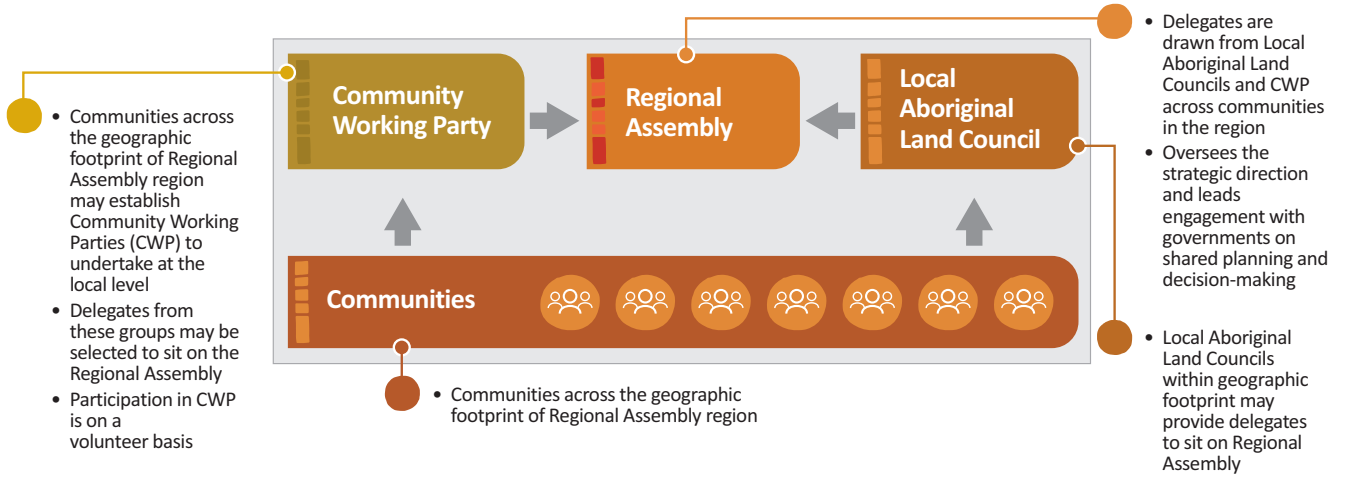 Community
Working Party
Regional
Assembly
Local
Aboriginal
Land Council
Communities
• Communities across
the geographic
footprint of Regional
Assembly region
may establish
Community Working
Parties (CWP) to
undertake at the
local level
• Delegates from
these groups may be
selected to sit on the
Regional Assembly
• Participation in CWP
is on a
volunteer basis
• Communities across the geographic
footprint of Regional Assembly region
• Delegates are
drawn from Local
Aboriginal Land
Councils and CWP
across communities
in the region
• Oversees the
strategic direction
and leads
engagement with
governments on
shared planning and
decision-making
• Local Aboriginal
Land Councils
within geographic
footprint may
provide delegates
to sit on Regional
Assembly